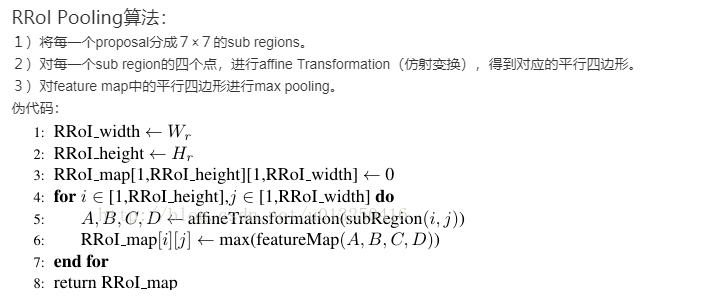 RRoI Pooling算法：
1）将每一个proposal分成７×７的sub regions。
2）对每一个sub region的四个点，进行affine Transformation（仿射变换），得到对应的平行四边形。
3）对feature map中的平行四边形进行max pooling。
伪代码：
1: RRoI_width ← W_r
2: RRoI_height ← H_r
3: RRoI_map[1,RRoI_height][1,RRoI_width] ← 0
4: for i ∈ [1,RRoI_height],j ∈ [1,RRoI_width] do
5: A,B,C,D ← affineTransformation(subRegion(i, j))
6: RRoI_map[i][j] ← max(featureMap(A, B, C, D))
7: end for
8: return RRoI_map